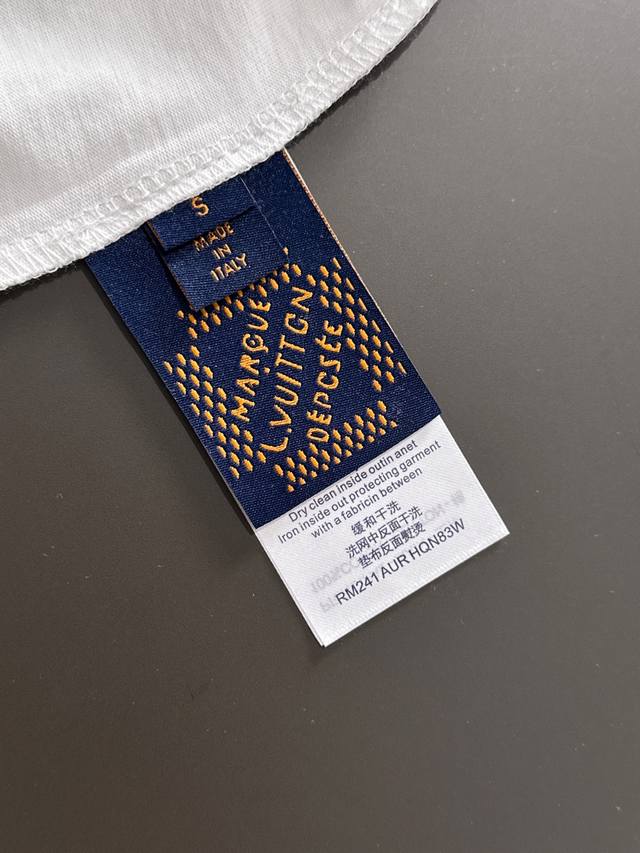 S
MADE
IN
ITALY
MARQUE
L.VUITTON
DEPOSEE
Dry clean inside outin anet
Iron inside out protecting garment
with a fabricin between
缓和干洗
洗网中反面干洗
垫布反面熨烫
RM241 AUR HQN83W